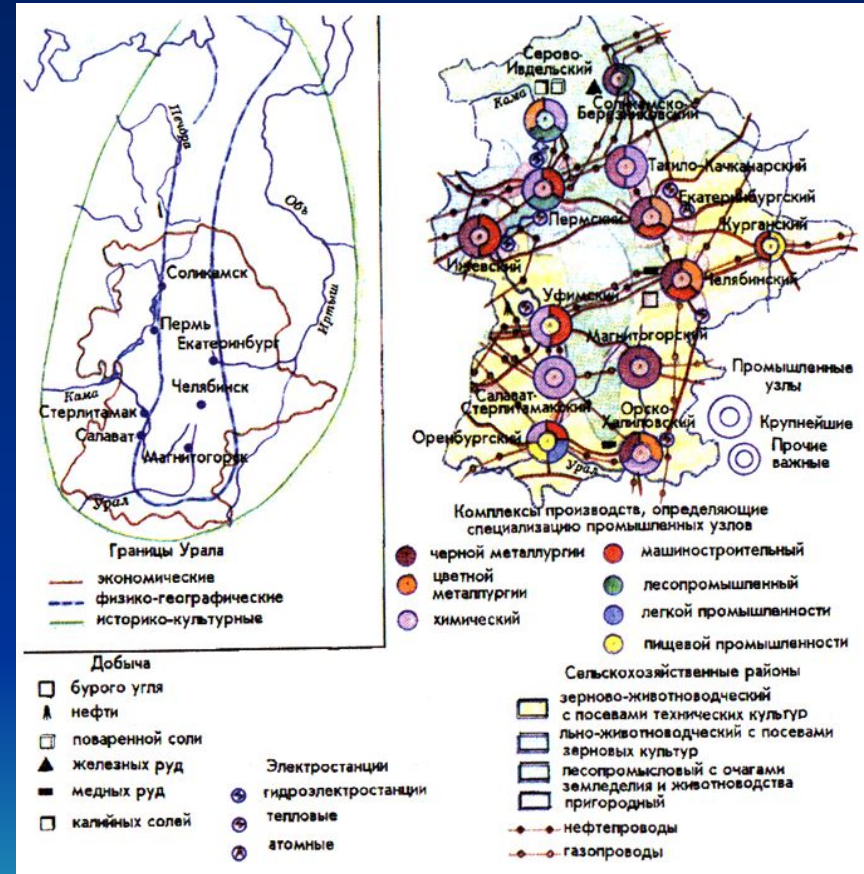 Печора
Обь
Иртыш
Соликамск
Пермь
Екатеринбург
Кама
Челябинск
Стерлитамак
Салават
Магнитогорск
Урал
Границы Урала
экономические
физико-географические
историко-культурные
Серово-
Ивдельский
Кама
Соликамско-
Березниковский
Тагило-Качканарский
Екатеринбургский
Пермский
Курганский
Ижевский
Челябинский
Уфимский
Магнитогорский
Салават-
Стерлитамакский
Орско-
Халиловский
Оренбургский
Урал
Промышленные
узлы
Крупнейшие
Прочие
важные
Комплексы производств, определяющие
специализацию промышленных узлов
черной металлургии
цветной
металлургии
химический
машиностроительный
лесопромышленный
легкой промышленности
пищевой промышленности
Добыча
бурого угля
нефти
поваренной соли
железных руд
медных руд
калийных солей
Электростанции
гидроэлектростанции
тепловые
атомные
Сельскохозяйственные районы
зерново-животноводческий
с посевами технических культур
льно-животноводческий с посевами
зерновых культур
лесопромысловый с очагами
земледелия и животноводства
пригородный
нефтепроводы
газопроводы